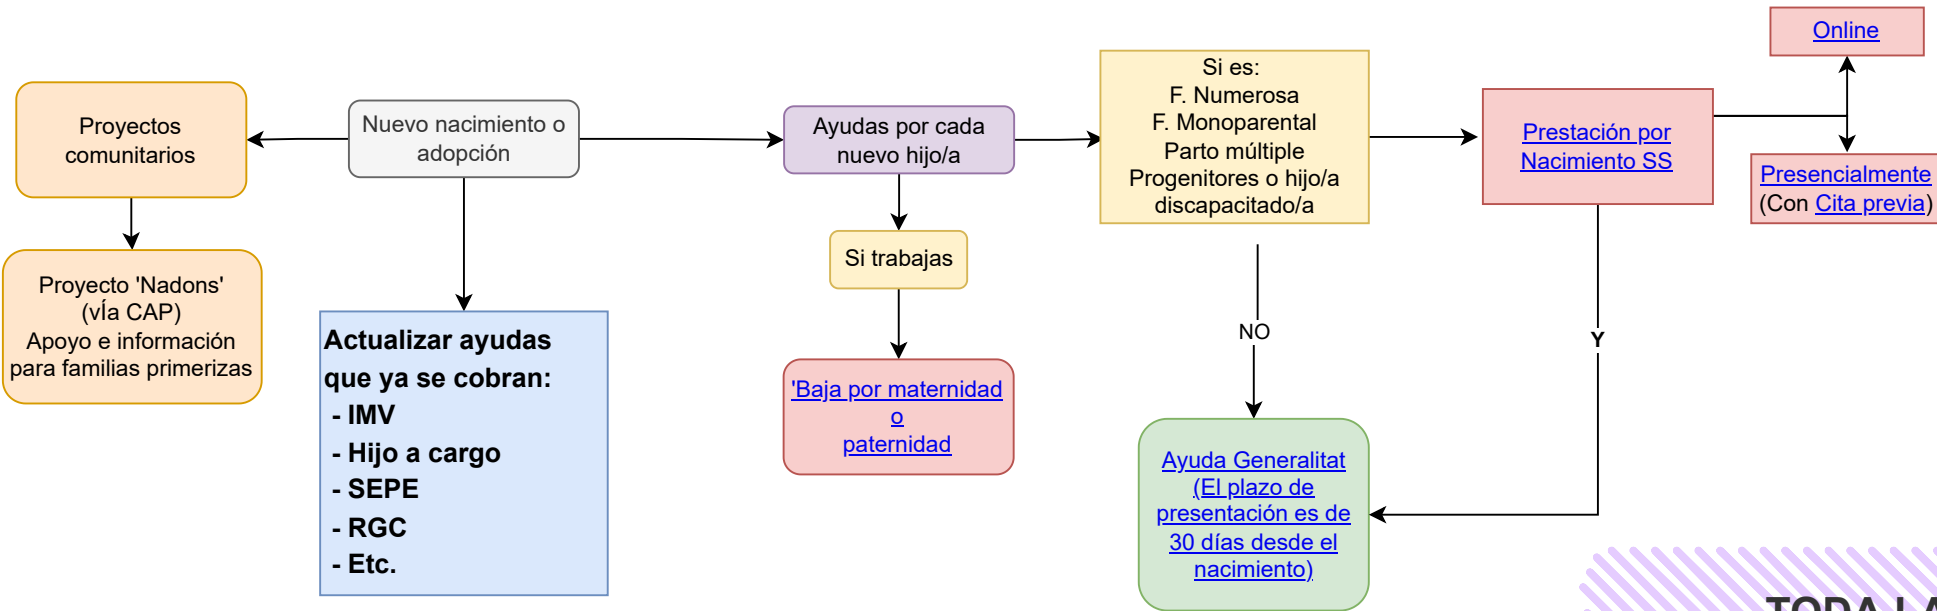 Proyectos
comunitarios
Proyecto 'Nadons'
(vÍa CAP)
Apoyo e información
para familias primerizas
Nuevo nacimiento o
adopción
Actualizar ayudas
que ya se cobran:
- IMV
- Hijo a cargo
- SEPE
- RGC
- Etc.
Ayudas por cada
nuevo hijo/a
Si trabajas
'Baja por maternidad
o
paternidad
Si es:
F. Numerosa
F. Monoparental
Parto múltiple
Progenitores o hijo/a
discapacitado/a
NO
Ayuda Generalitat
(El plazo de
presentación es de
30 días desde el
nacimiento)
Prestación por
Nacimiento SS
Y
Online
Presencialmente
(Con Cita previa)
TODA LA